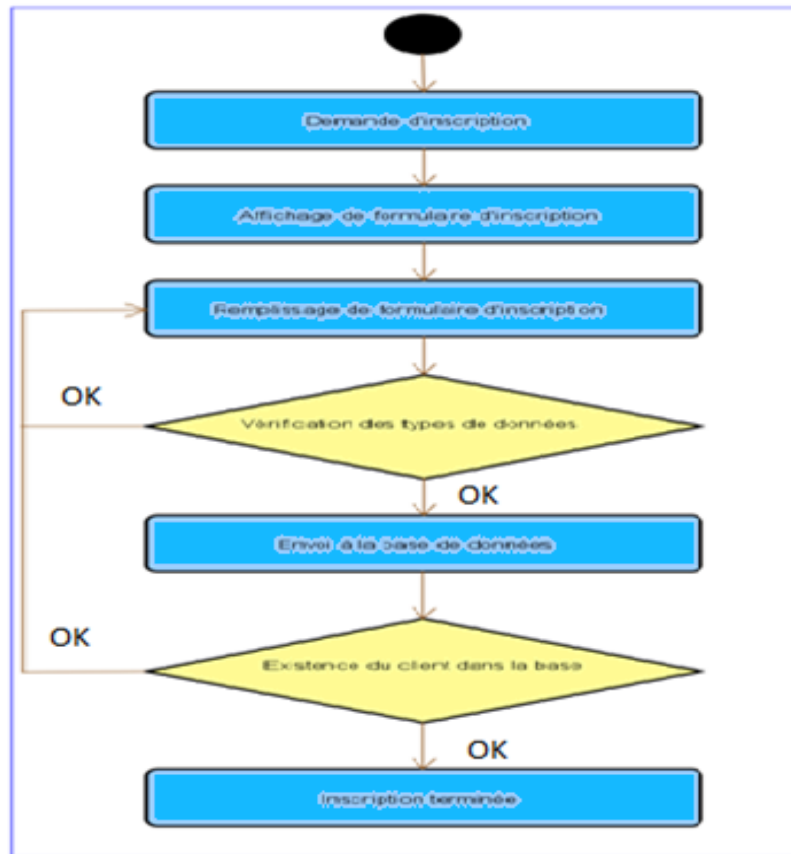 Demande d'inscription
Affichage de formulaire d'inscription
Remplissage de formulaire d'inscription
OK
Vérification des types de données
OK
Envoi à la base de données
OK
Existence du client dans la base
OK
Inscription terminée